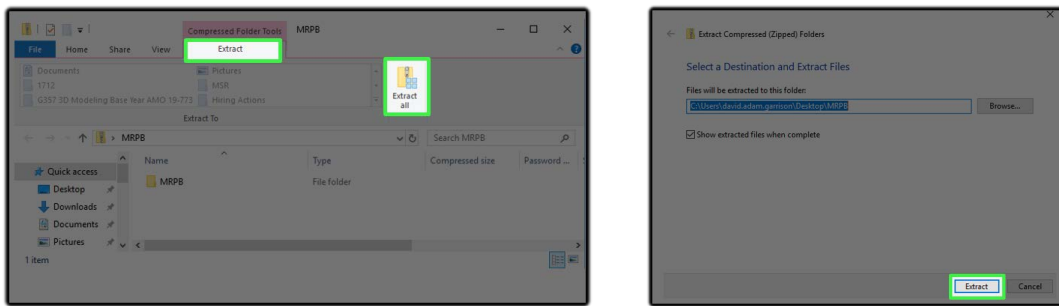 Compressed Folder Tools MRPB
File Home Share View Extract
Documents Pictures
1712 MSR
G357 3D Modeling Base Year AMO 19-773 Hiring Actions
Extract all
Extract To
MRPB
Search MRPB
Name Type Compressed size Password ...
Quick access
MRPB File folder
Desktop
Downloads
Documents
Pictures
1 item
Extract Compressed (Zipped) Folders
Select a Destination and Extract Files
Files will be extracted to this folder:
C:\Users\david.adam.garrison\Desktop\MRPB Browse...
Show extracted files when complete
Extract Cancel